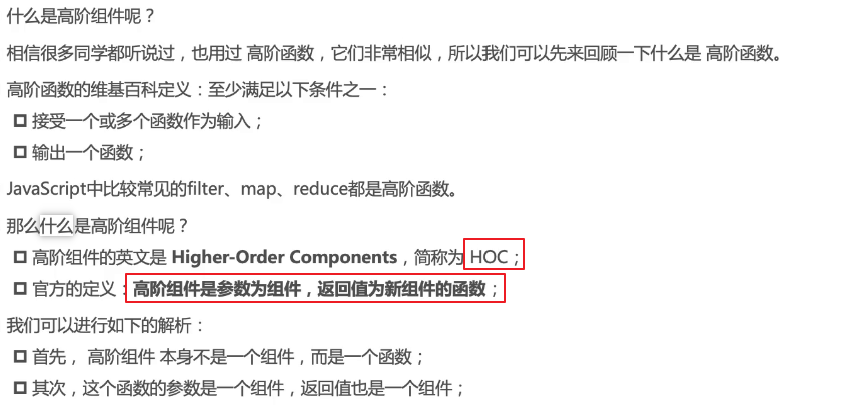 什么是高阶组件呢？
相信很多同学都听说过，也用过 高阶函数，它们非常相似，所以我们可以先来回顾一下什么是 高阶函数。
高阶函数的维基百科定义：至少满足以下条件之一：
接受一个或多个函数作为输入；
输出一个函数；
JavaScript中比较常见的filter、map、reduce都是高阶函数。
那么什么是高阶组件呢？
高阶组件的英文是 Higher-Order Components，简称为 HOC；
官方的定义：高阶组件是参数为组件，返回值为新组件的函数；
我们可以进行如下的解析：
首先， 高阶组件 本身不是一个组件，而是一个函数；
其次，这个函数的参数是一个组件，返回值也是一个组件；